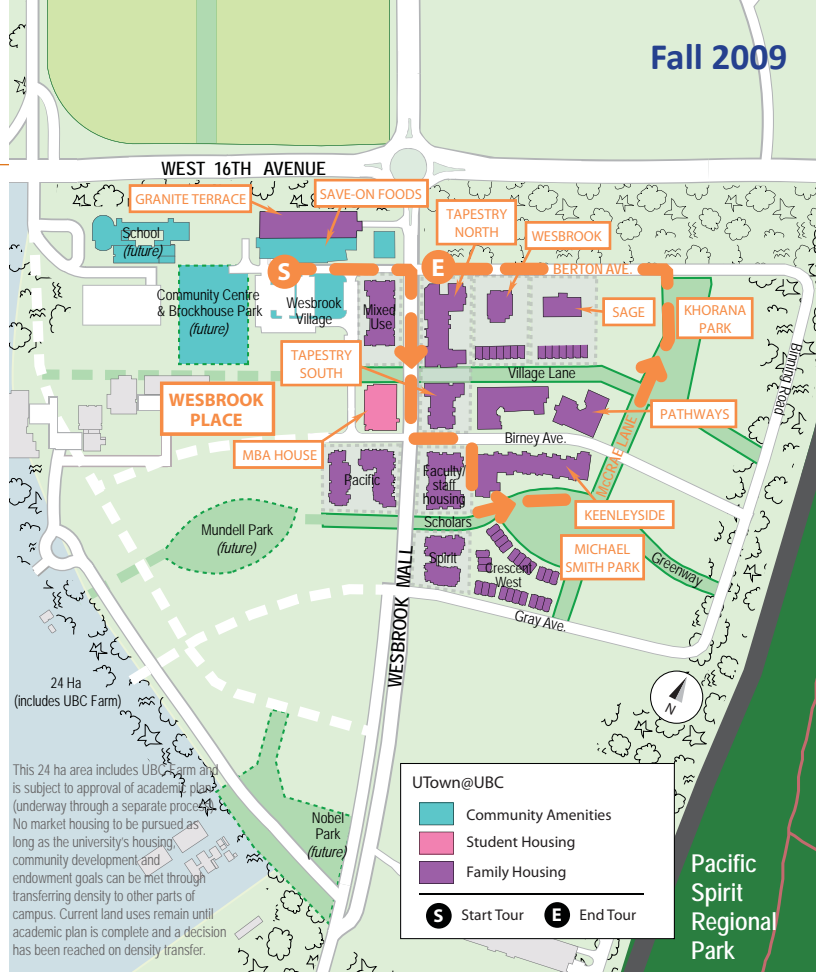 Fall 2009
WEST 16TH AVENUE
GRANITE TERRACE
SAVE-ON FOODS
TAPESTRY
NORTH
WESBROOK
School
(future)
S
E
BERTON AVE.
Community Centre
& Brockhouse Park
(future)
Wesbrook
Village
Mixed
Use
SAGE
KHORANA
PARK
TAPESTRY
SOUTH
Village Lane
Binning Road
WESBROOK
PLACE
PATHWAYS
MBA HOUSE
Birney Ave.
McCRAE LANE
Pacific
Faculty/
staff
housing
KEENLEYSIDE
Scholars
Mundell Park
(future)
MICHAEL
SMITH PARK
Spirit
Crescent
West
Greenway
Gray Ave.
WESBROOK MALL
24 Ha
(includes UBC Farm)
N
This 24 ha area includes UBC Farm and
is subject to approval of academic plan
(underway through a separate process).
No market housing to be pursued as
long as the university's housing,
community development and
endowment goals can be met through
transferring density to other parts of
campus. Current land uses remain until
academic plan is complete and a decision
has been reached on density transfer.
Nobel
Park
(future)
UTown@UBC
Community Amenities
Student Housing
Family Housing
S Start Tour E End Tour
Pacific
Spirit
Regional
Park